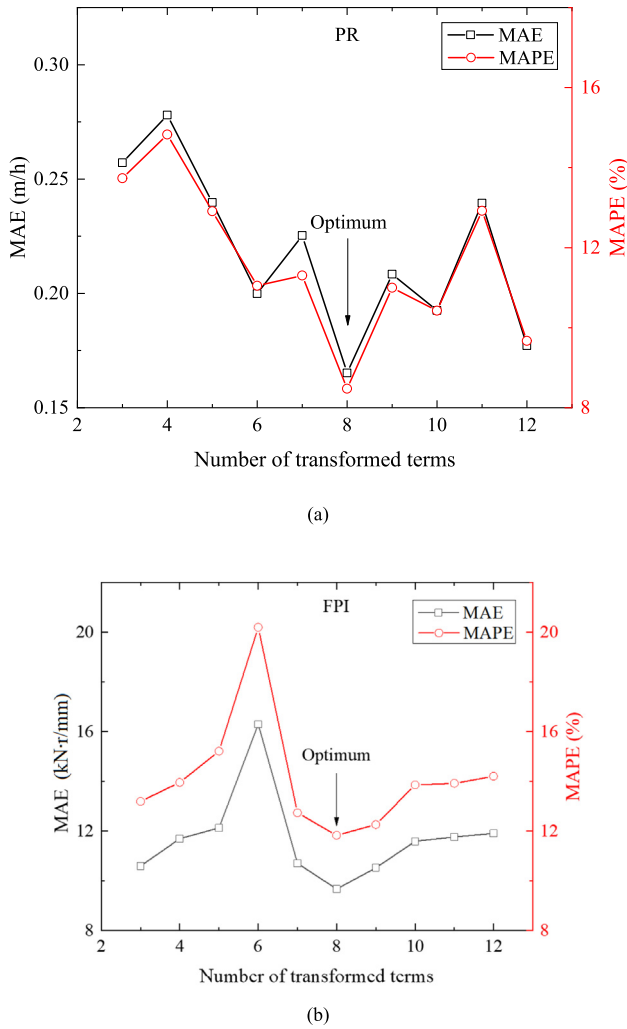 PR
MAE
MAPE
0.30
0.25
0.20
0.15
MAE (m/h)
16
12
8
MAPE (%)
Optimum
2 4 6 8 10 12
Number of transformed terms
(a)
FPI
MAE
MAPE
20
16
12
8
MAE (kN·r/mm)
20
16
12
8
MAPE (%)
Optimum
2 4 6 8 10 12
Number of transformed terms
(b)